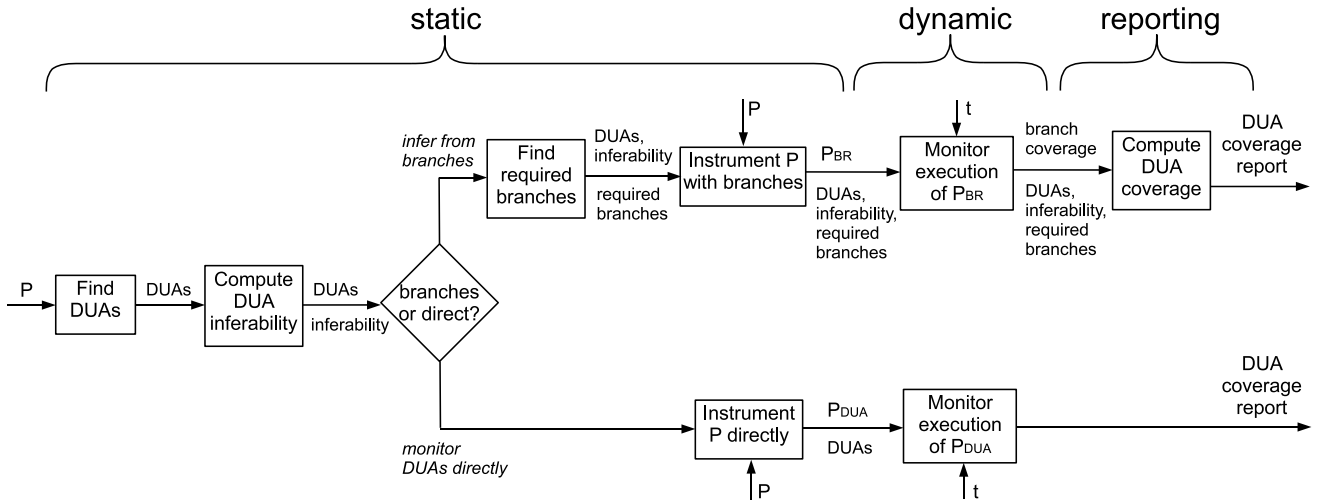 static
dynamic
reporting
infer from
branches
Find
required
branches
DUAs,
inferability
required
branches
P
Instrument P
with branches
PBR
DUAs,
inferability,
required
branches
t
Monitor
execution
of PBR
branch
coverage
DUAs,
inferability,
required
branches
Compute
DUA
coverage
DUA
coverage
report
P
Find
DUAs
DUAs
Compute
DUA
inferability
DUAs
inferability
branches
or direct?
monitor
DUAs directly
Instrument
P directly
P
PDUA
DUAs
Monitor
execution
of PDUA
t
DUA
coverage
report